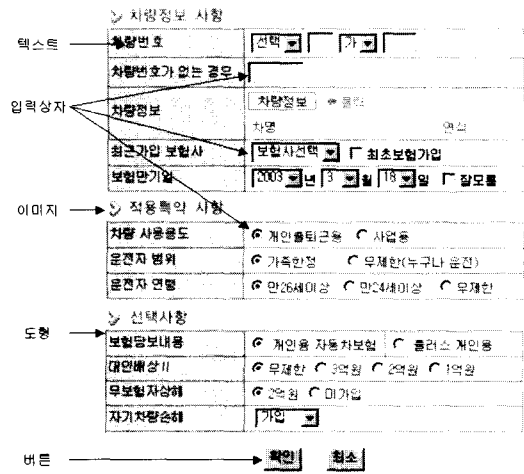 차량정보 사항
텍스트
차량번호 선택 가
차량번호가 없는 경우
입력상자
차량정보 차량정보 클릭
차명 연식
최근가입 보험사 보험사선택 최초보험가입
보험만기일 2003 년 3 월 18 일 잘모름
이미지
적용특약 사항
차량 사용용도 개인출퇴근용 사업용
운전자 범위 가족한정 무제한(누구나 운전)
운전자 연령 만26세이상 만24세이상 무제한
선택사항
도형
보험담보내용 개인용 자동차보험 플러스 개인용
대인배상II 무제한 3억원 2억원 1억원
무보험자상해 2억원 미가입
자기차량손해 가입
버튼
확인 취소